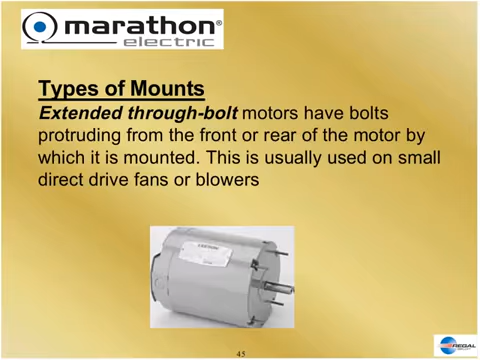 marathon®
electric
Types of Mounts
Extended through-bolt motors have bolts
protruding from the front or rear of the motor by
which it is mounted. This is usually used on small
direct drive fans or blowers
45
REGAL